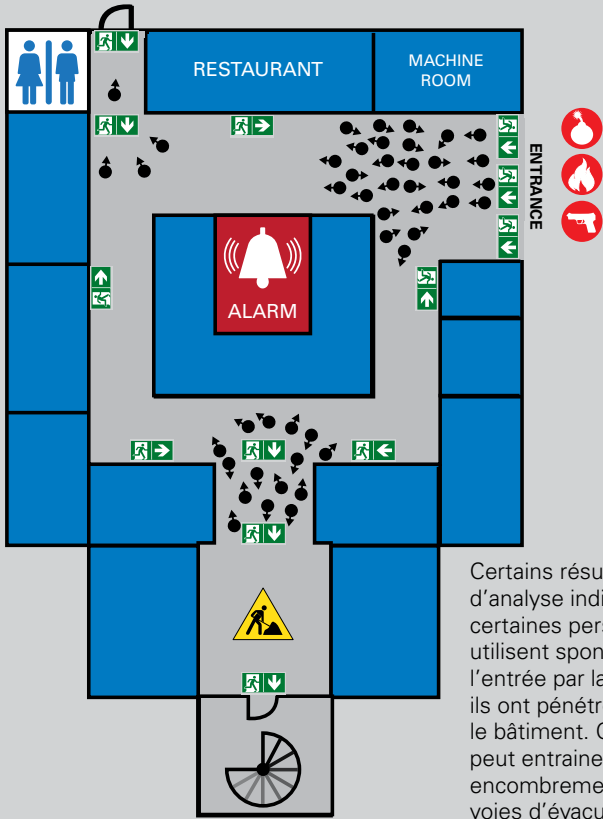 RESTAURANT
MACHINE
ROOM
ENTRANCE
ALARM
Certains résu
d'analyse indi
certaines pers
utilisent spon
l'entrée par la
ils ont pénétr
le bâtiment. C
peut entraine
encombreme
voies d'évacu